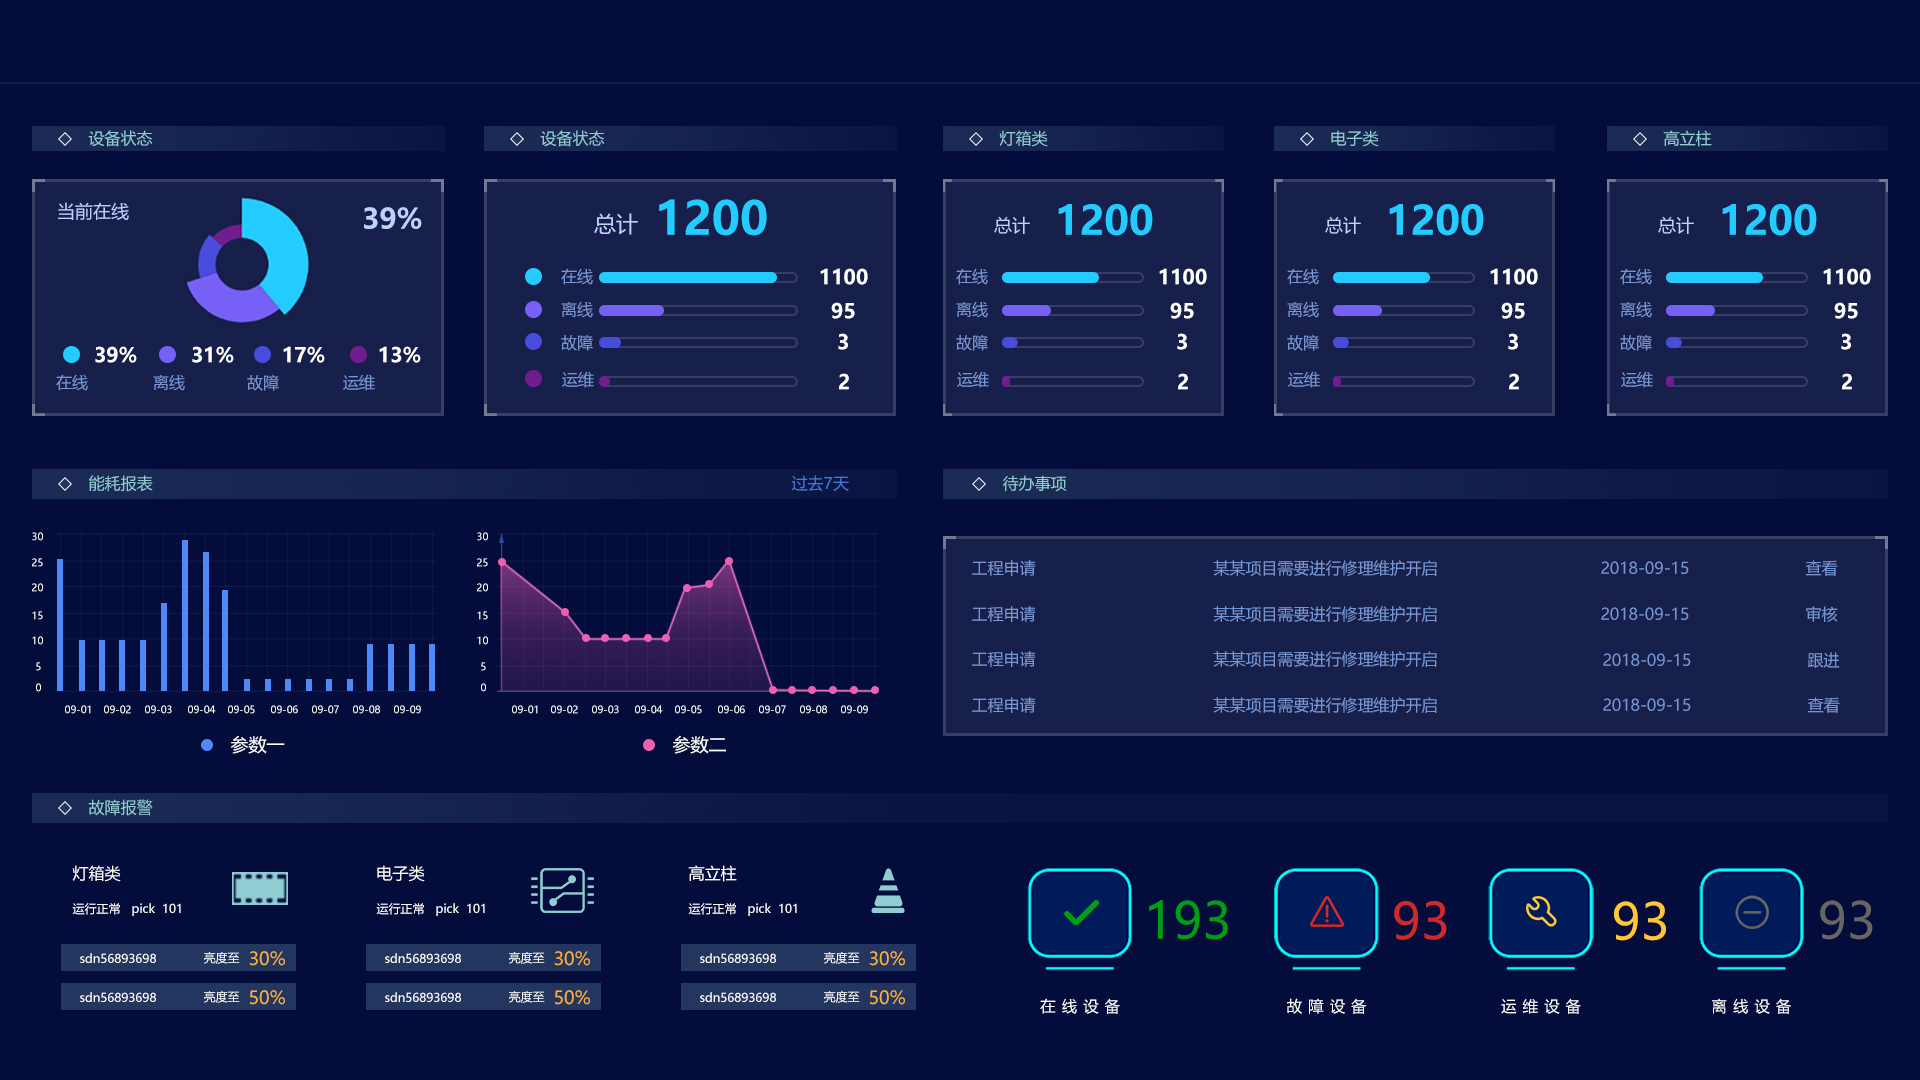 设备状态
当前在线 39%
39% 31% 17% 13%
在线 离线 故障 运维
设备状态
总计 1200
在线 1100
离线 95
故障 3
运维 2
灯箱类
总计 1200
在线 1100
离线 95
故障 3
运维 2
电子类
总计 1200
在线 1100
离线 95
故障 3
运维 2
高立柱
总计 1200
在线 1100
离线 95
故障 3
运维 2
能耗报表 过去7天
30
25
20
15
10
5
0
09-01 09-02 09-03 09-04 09-05 09-06 09-07 09-08 09-09
参数一
30
25
20
15
10
5
0
09-01 09-02 09-03 09-04 09-05 09-06 09-07 09-08 09-09
参数二
待办事项
工程申请 某某项目需要进行修理维护开启 2018-09-15 查看
工程申请 某某项目需要进行修理维护开启 2018-09-15 审核
工程申请 某某项目需要进行修理维护开启 2018-09-15 跟进
工程申请 某某项目需要进行修理维护开启 2018-09-15 查看
故障报警
灯箱类
运行正常 pick 101
sdn56893698 亮度至 30%
sdn56893698 亮度至 50%
电子类
运行正常 pick 101
sdn56893698 亮度至 30%
sdn56893698 亮度至 50%
高立柱
运行正常 pick 101
sdn56893698 亮度至 30%
sdn56893698 亮度至 50%
193
在线设备
93
故障设备
93
运维设备
93
离线设备